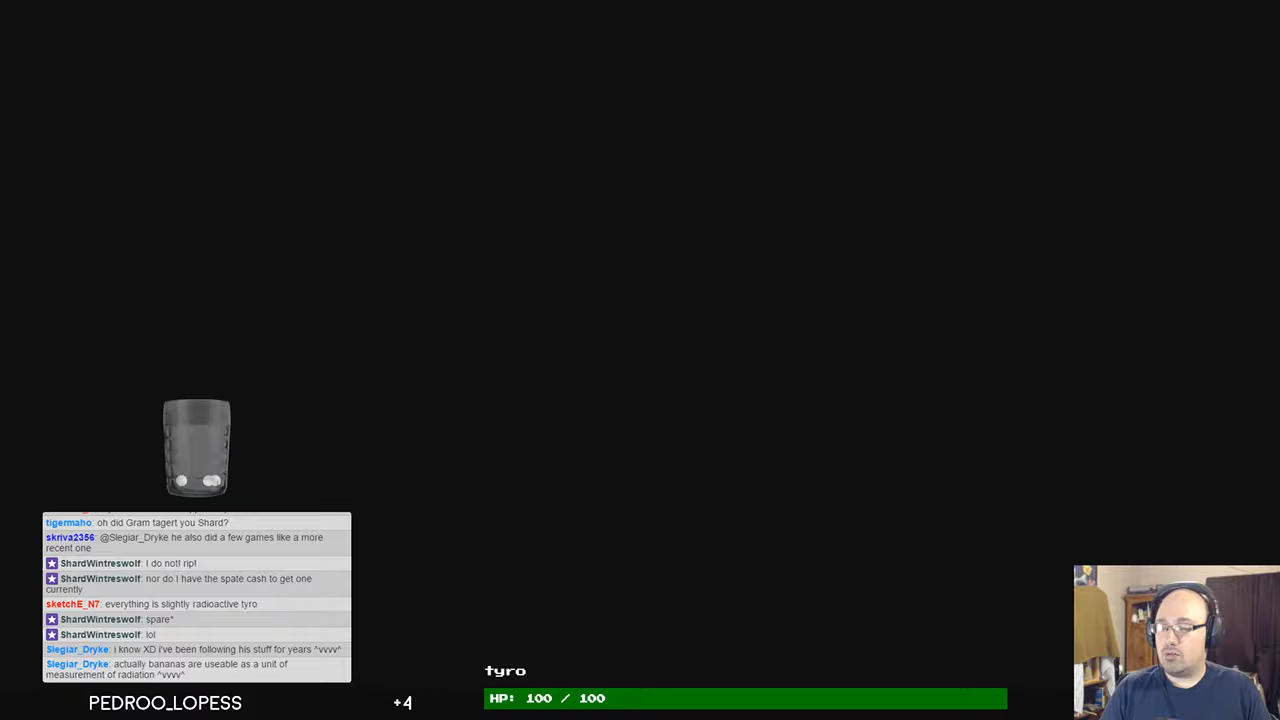 tigermaho: oh did Gram tagert you Shard?
skriva2356: @Slegiar_Dryke he also did a few games like a more
recent one
ShardWintreswolf: I do not! rip!
ShardWintreswolf: nor do I have the spate cash to get one
currently
sketchE_N7: everything is slightly radioactive tyro
ShardWintreswolf: spare*
ShardWintreswolf: lol
Slegiar_Dryke: i know XD i've been following his stuff for years ^vvvv^
Slegiar_Dryke: actually bananas are useable as a unit of
measurement of radiation ^vvvv^
PEDROO_LOPESS +4
tyro
HP: 100 / 100